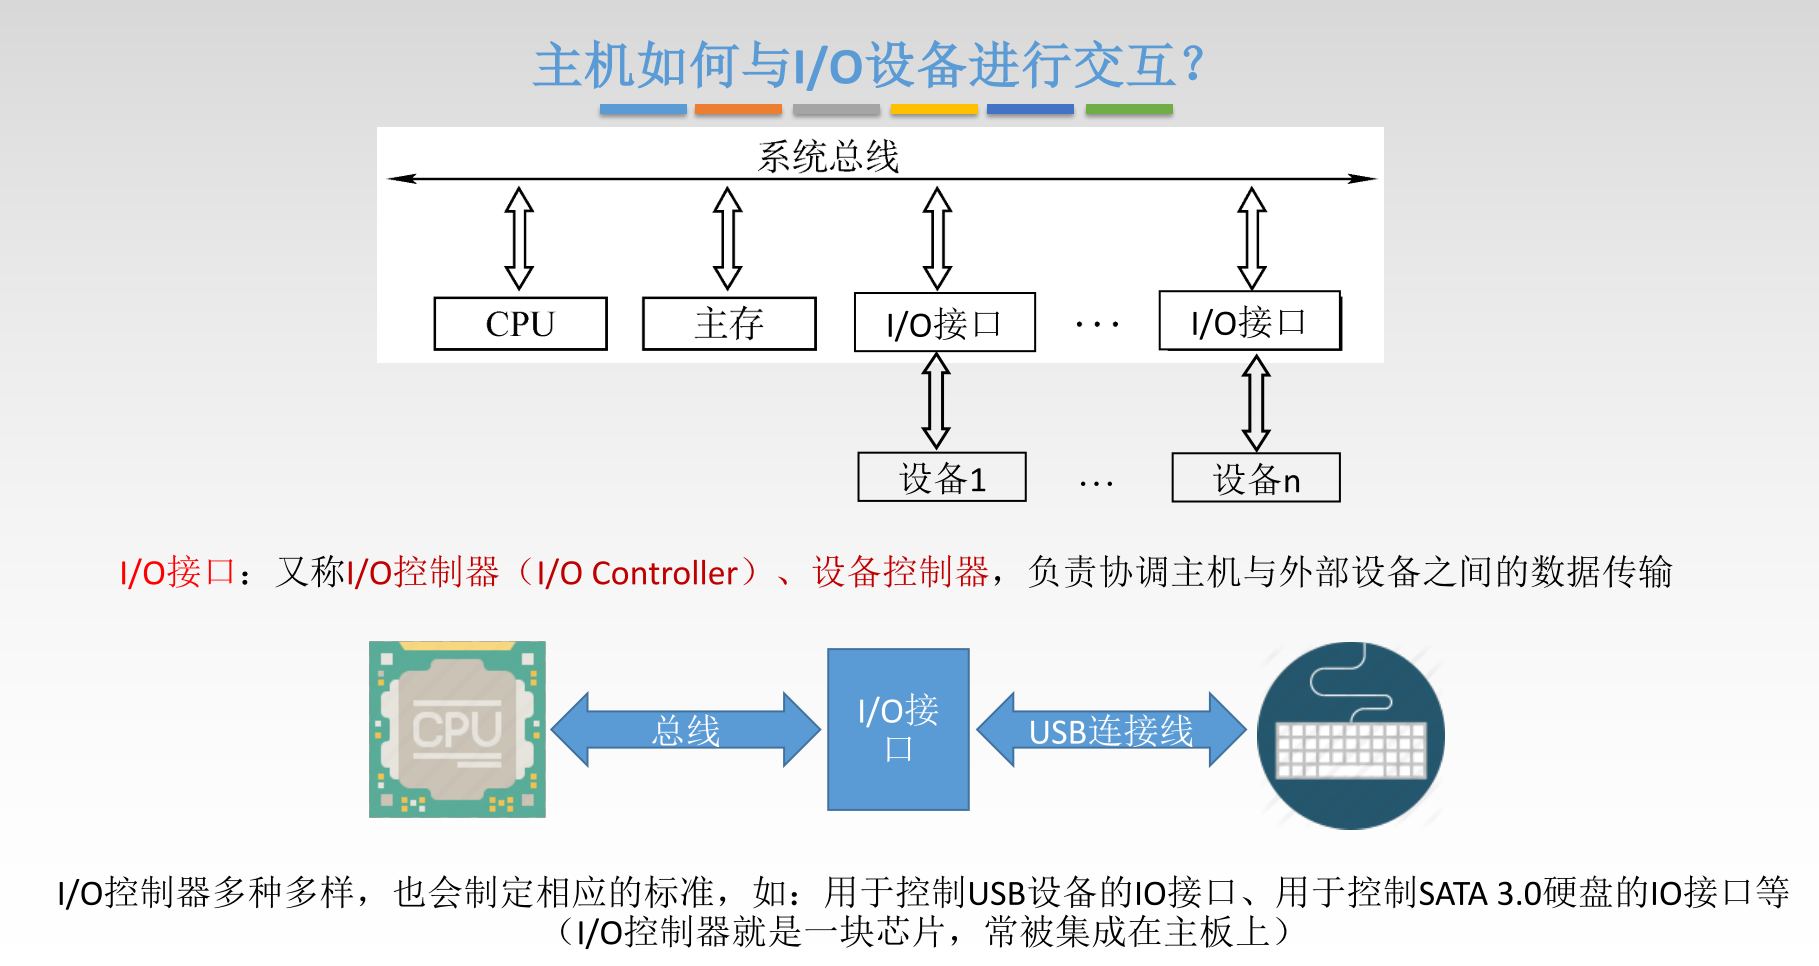 主机如何与I/O设备进行交互?
系统总线
CPU 主存 I/O接口 ··· I/O接口
设备1 ... 设备n
I/O接口：又称I/O控制器（I/O Controller）、设备控制器，负责协调主机与外部设备之间的数据传输
CPU
总线
I/O接
口
USB连接线
I/O控制器多种多样，也会制定相应的标准，如：用于控制USB设备的IO接口、用于控制SATA 3.0硬盘的IO接口等
（I/O控制器就是一块芯片，常被集成在主板上）